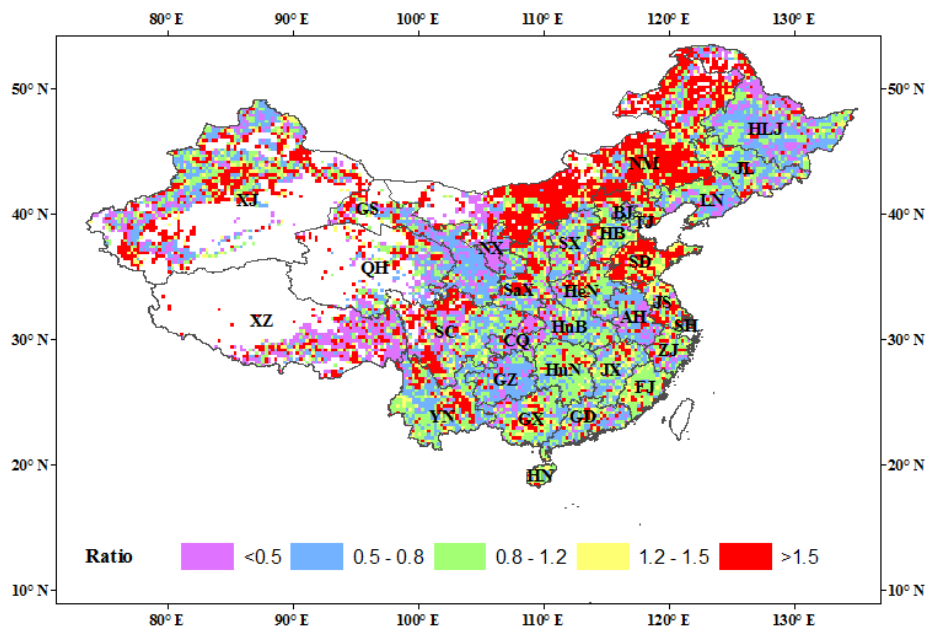 80° E 90° E 100° E 110° E 120° E 130° E
50° N 50° N
HLJ
NM JL
XJ GS BJ LN
40° N TJ 40° N
HB
NX SX SD
QH
SaX HeN JS
XZ AH SH
SC HuB
30° N CQ ZJ 30° N
GZ HuN JX FJ
YN GX GD
20° N HN 20° N
Ratio <0.5 0.5 - 0.8 0.8 - 1.2 1.2 - 1.5 >1.5
10° N 10° N
80° E 90° E 100° E 110° E 120° E 130° E